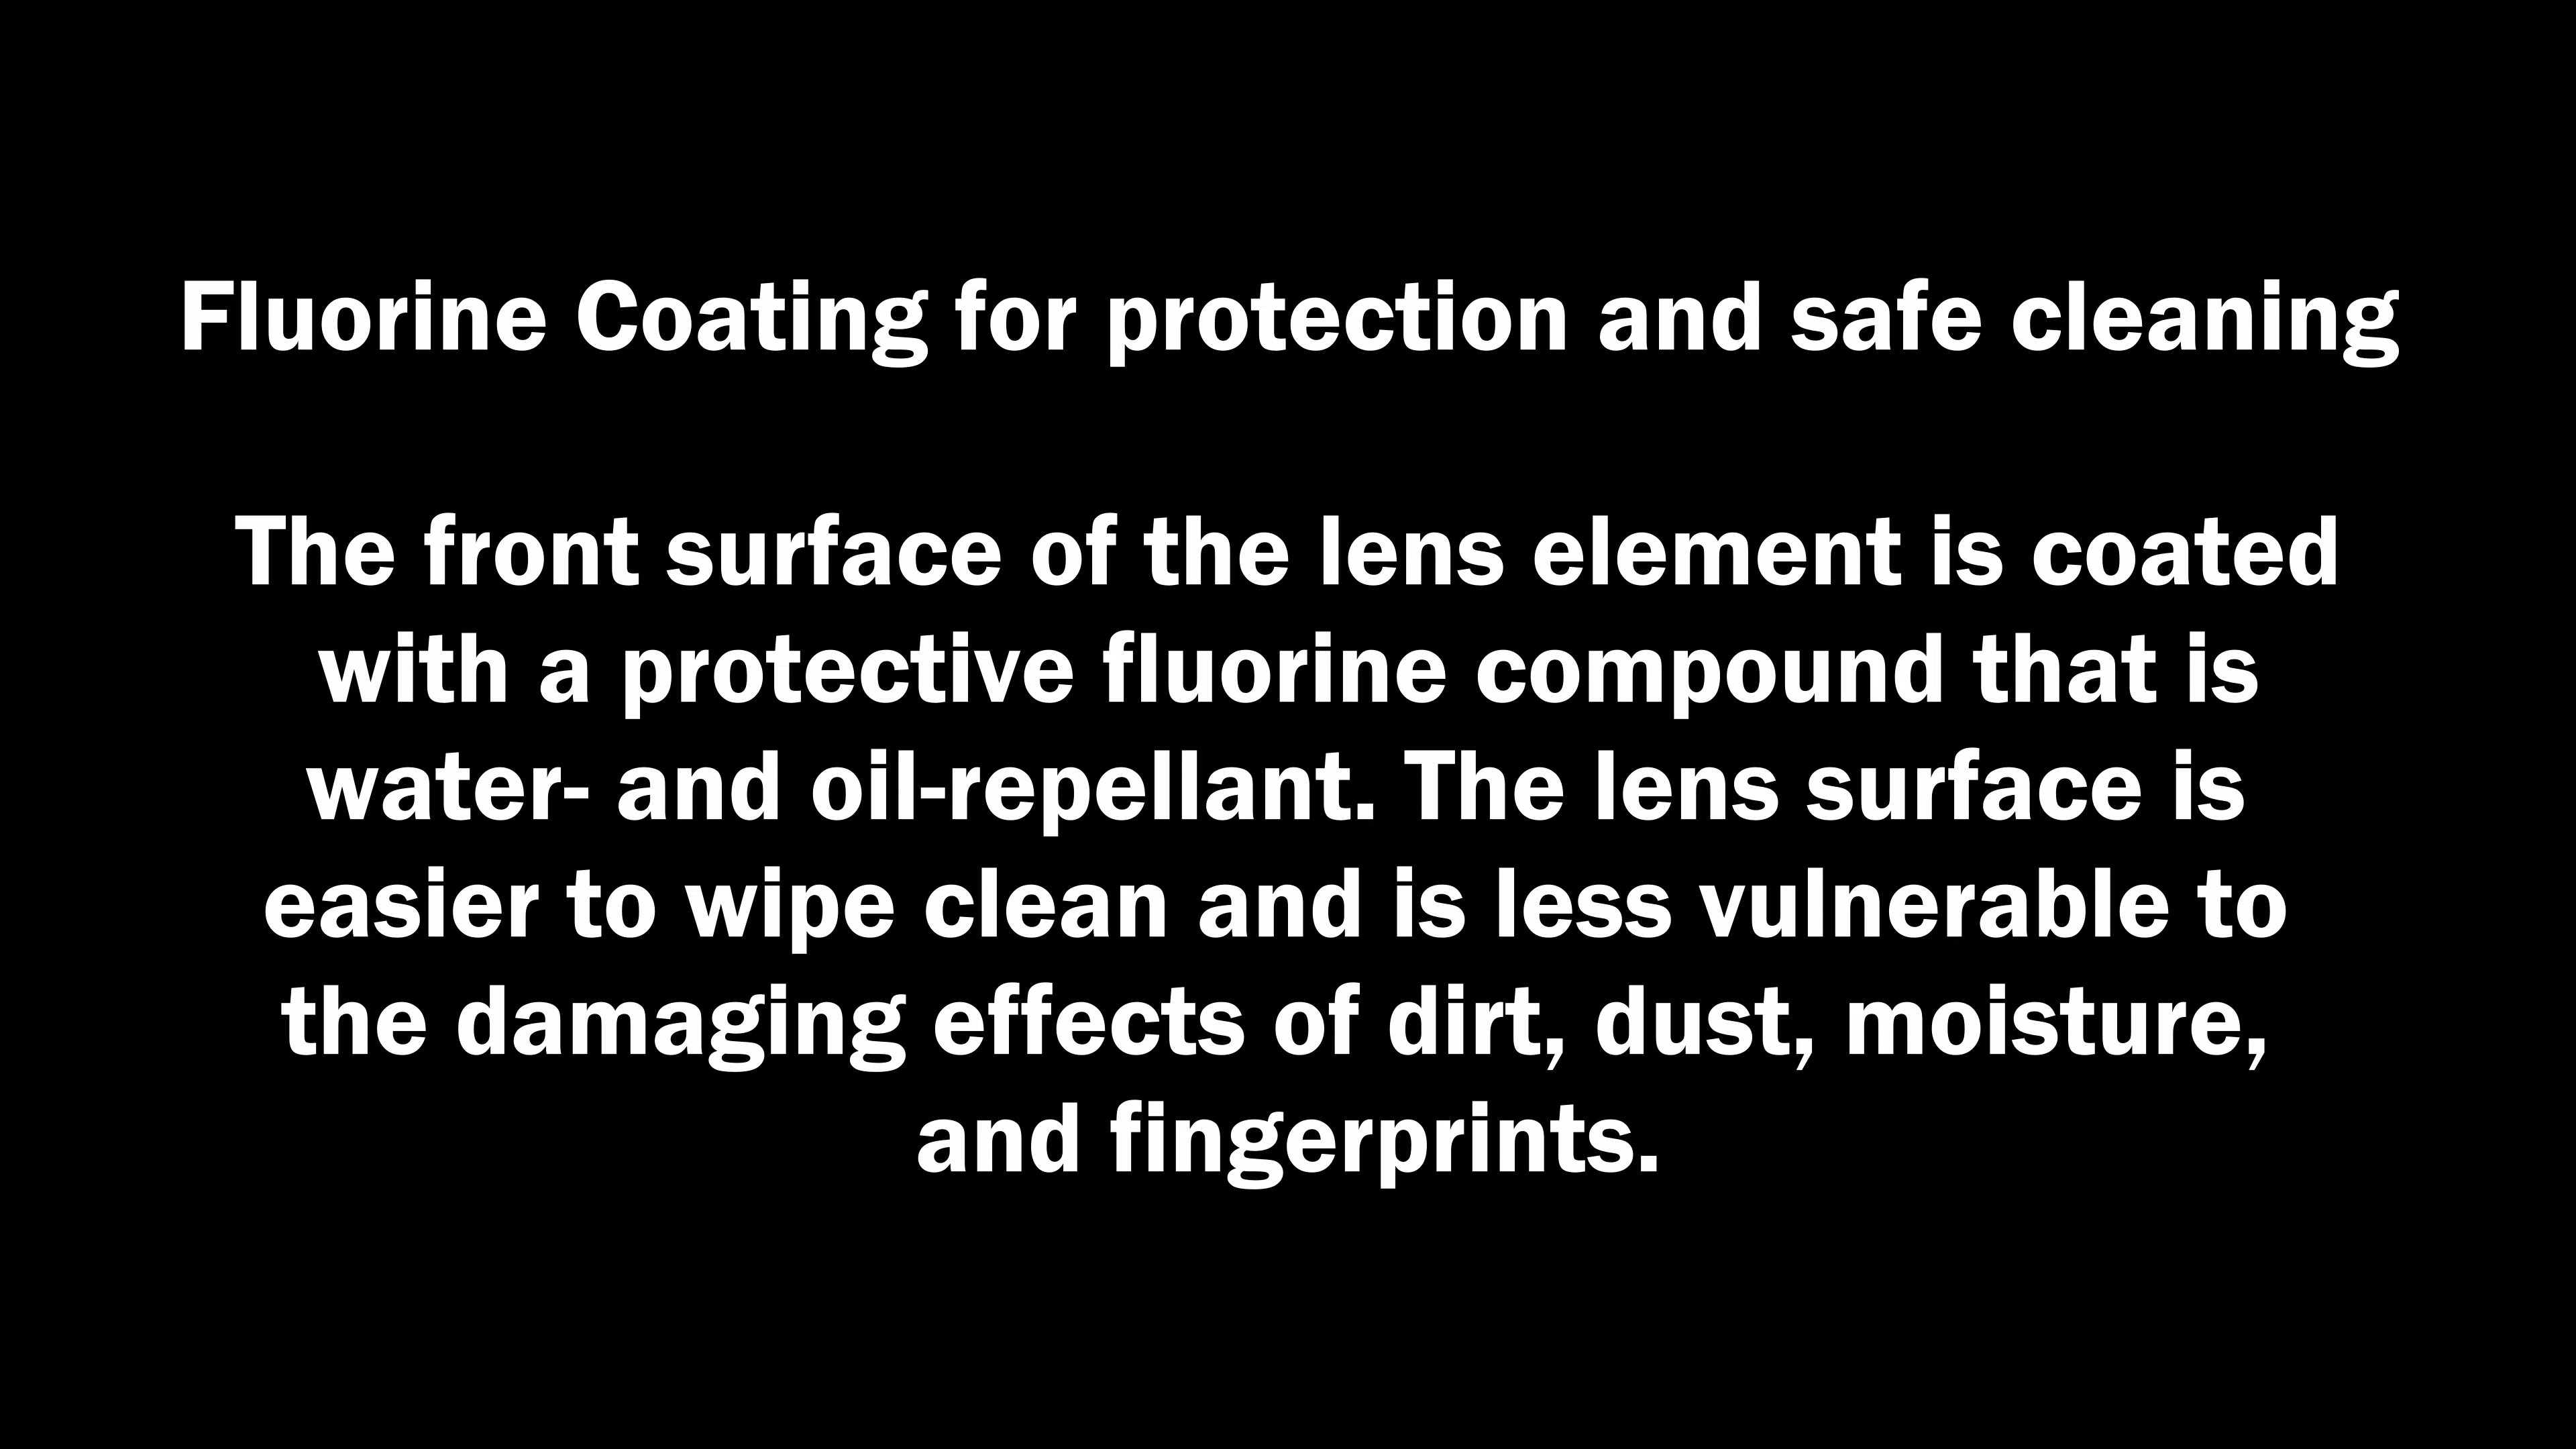 Fluorine Coating for protection and safe cleaning
The front surface of the lens element is coated
with a protective fluorine compound that is
water- and oil-repellant. The lens surface is
easier to wipe clean and is less vulnerable to
the damaging effects of dirt, dust, moisture,
and fingerprints.